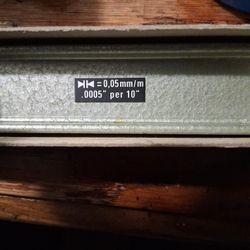 ▶|◀ = 0,05mm/m
.0005" per 10"